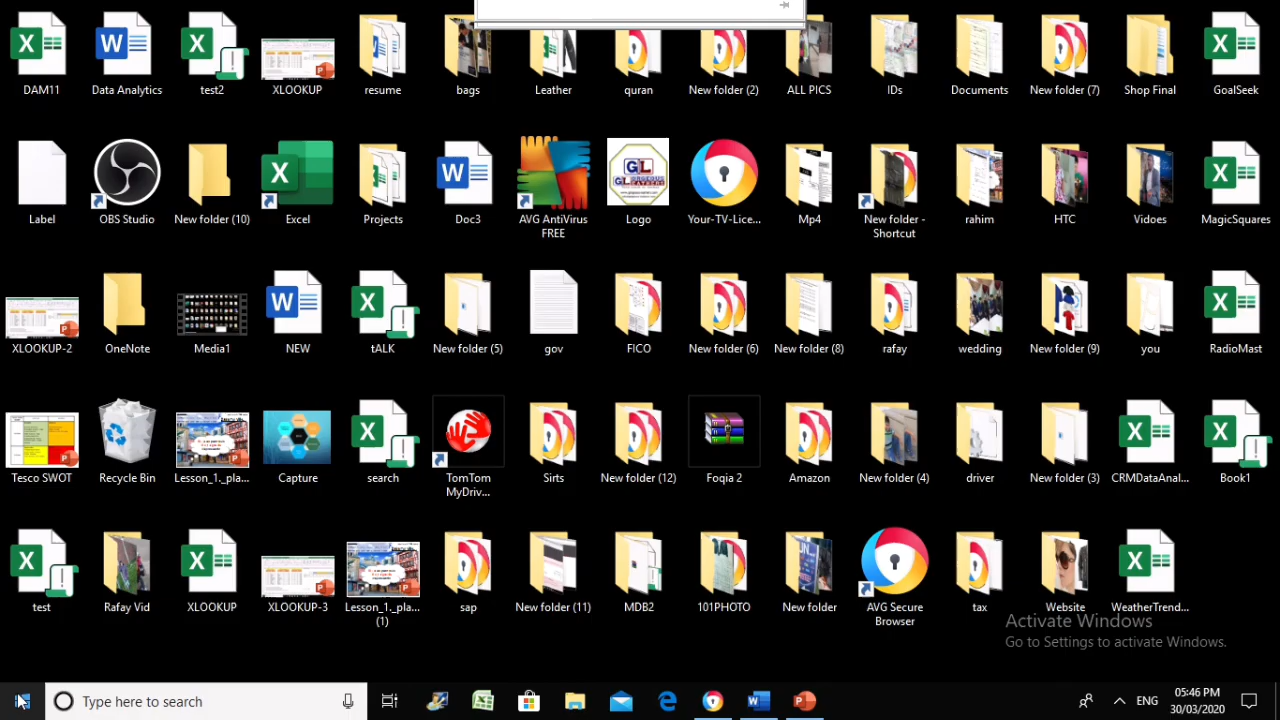 DAM11
Data Analytics
test2
XLOOKUP
resume
bags
Leather
quran
New folder (2)
ALL PICS
IDs
Documents
New folder (7)
Shop Final
GoalSeek
Label
OBS Studio
New folder (10)
Excel
Projects
Doc3
AVG AntiVirus
FREE
GL
Logo
Your-TV-Lice...
Mp4
New folder -
Shortcut
rahim
HTC
Vidoes
MagicSquares
XLOOKUP-2
OneNote
Media1
NEW
tALK
New folder (5)
gov
FICO
New folder (6)
New folder (8)
rafay
wedding
New folder (9)
you
RadioMast
Tesco SWOT
Recycle Bin
Lesson_1._pla...
Capture
search
TomTom
MyDriv...
Sirts
New folder (12)
Foqia 2
Amazon
New folder (4)
driver
New folder (3)
CRMDataAnal...
Book1
test
Rafay Vid
XLOOKUP
XLOOKUP-3
Lesson_1._pla...
(1)
sap
New folder (11)
MDB2
101PHOTO
New folder
AVG Secure
Browser
tax
Website
WeatherTrend...
Activate Windows
Go to Settings to activate Windows.
Type here to search
ENG
05:46 PM
30/03/2020